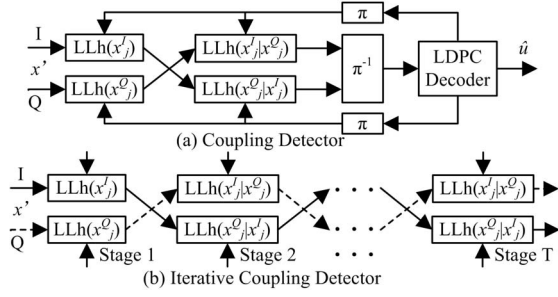 π
I
LLh(x^I_j)
LLh(x^I_j|x^Q_j)
x'
π^-1
LDPC
Decoder
û
Q
LLh(x^Q_j)
LLh(x^Q_j|x^I_j)
π
(a) Coupling Detector
I
LLh(x^I_j)
LLh(x^I_j|x^Q_j)
. . .
LLh(x^I_j|x^Q_j)
x'
. . .
Q
LLh(x^Q_j)
LLh(x^Q_j|x^I_j)
. . .
LLh(x^Q_j|x^I_j)
. . .
Stage 1
Stage 2
Stage T
(b) Iterative Coupling Detector